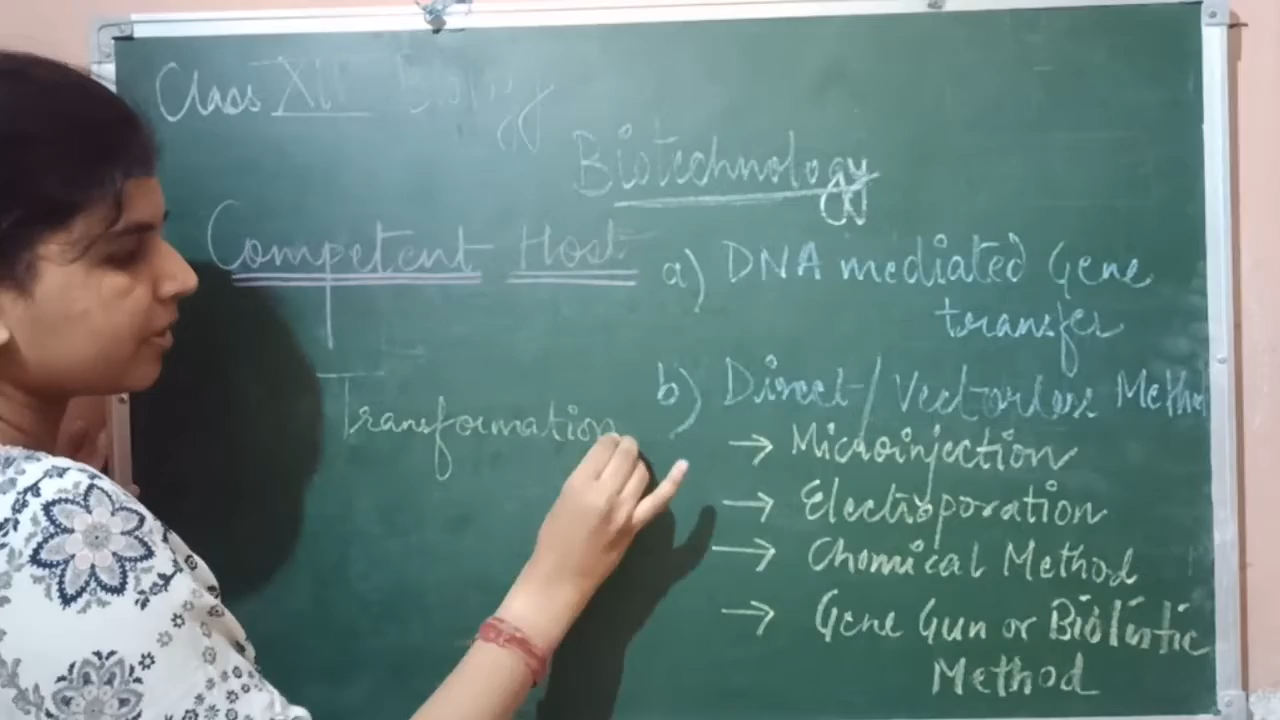 Class XII Biology
Biotechnology
Competent Host
Transformation
a) DNA mediated Gene
transfer
b) Direct/Vectorless Method
→ Microinjection
→ Electroporation
→ Chemical Method
→ Gene Gun or Biolistic
Method